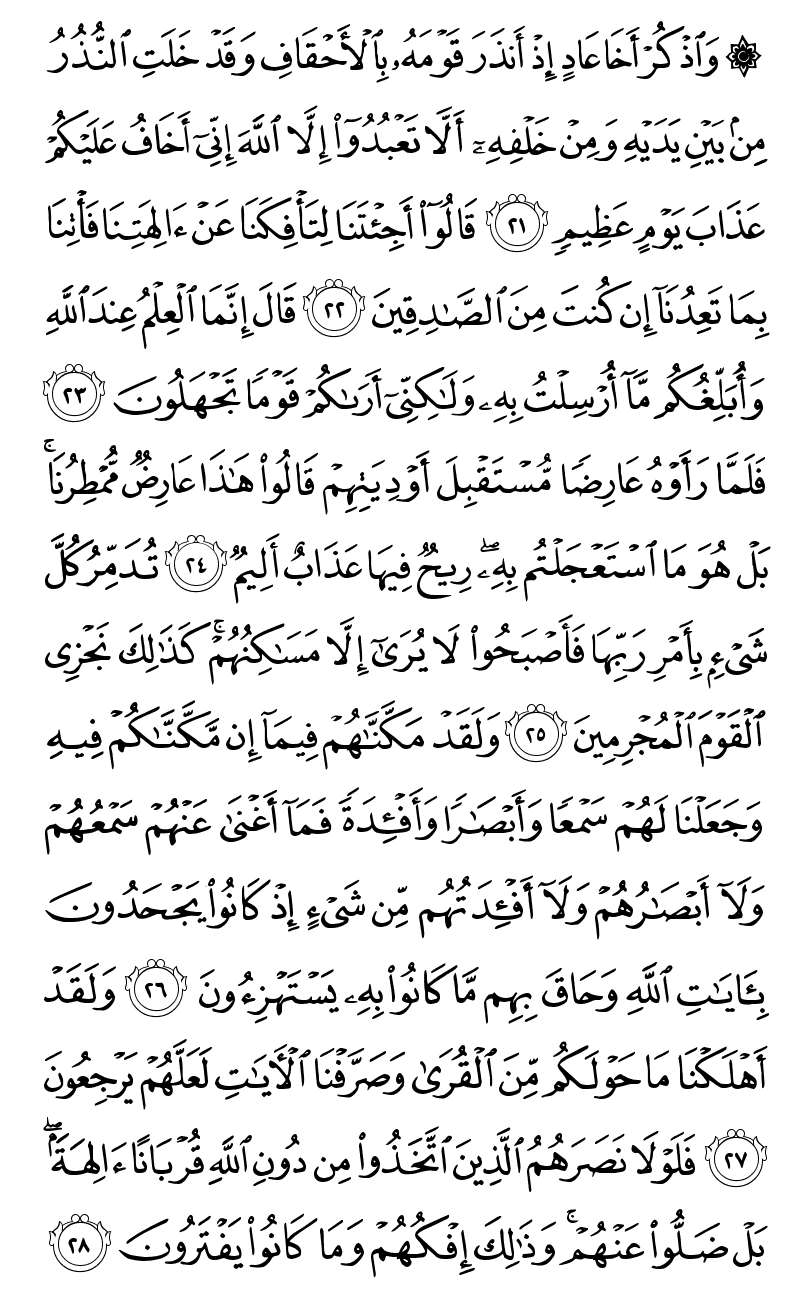 ۞ وَٱذۡكُرۡ أَخَا عَادٍ إِذۡ أَنذَرَ قَوۡمَهُۥ بِٱلۡأَحۡقَافِ وَقَدۡ خَلَتِ ٱلنُّذُرُ
مِنۢ بَيۡنِ يَدَيۡهِ وَمِنۡ خَلۡفِهِۦٓ أَلَّا تَعۡبُدُوٓاْ إِلَّا ٱللَّهَ إِنِّيٓ أَخَافُ عَلَيۡكُمۡ
عَذَابَ يَوۡمٍ عَظِيمٖ ٢١ قَالُوٓاْ أَجِئۡتَنَا لِتَأۡفِكَنَا عَنۡ ءَالِهَتِنَا فَأۡتِنَا
بِمَا تَعِدُنَآ إِن كُنتَ مِنَ ٱلصَّٰدِقِينَ ٢٢ قَالَ إِنَّمَا ٱلۡعِلۡمُ عِندَ ٱللَّهِ
وَأُبَلِّغُكُم مَّآ أُرۡسِلۡتُ بِهِۦ وَلَٰكِنِّيٓ أَرَىٰكُمۡ قَوۡمٗا تَجۡهَلُونَ ٢٣
فَلَمَّا رَأَوۡهُ عَارِضٗا مُّسۡتَقۡبِلَ أَوۡدِيَتِهِمۡ قَالُواْ هَٰذَا عَارِضٞ مُّمۡطِرُنَاۚ
بَلۡ هُوَ مَا ٱسۡتَعۡجَلۡتُم بِهِۦۖ رِيحٞ فِيهَا عَذَابٌ أَلِيمٞ ٢٤ تُدَمِّرُ كُلَّ
شَيۡءِۭ بِأَمۡرِ رَبِّهَا فَأَصۡبَحُواْ لَا يُرَىٰٓ إِلَّا مَسَٰكِنُهُمۡۚ كَذَٰلِكَ نَجۡزِي
ٱلۡقَوۡمَ ٱلۡمُجۡرِمِينَ ٢٥ وَلَقَدۡ مَكَّنَّٰهُمۡ فِيمَآ إِن مَّكَّنَّٰكُمۡ فِيهِ
وَجَعَلۡنَا لَهُمۡ سَمۡعٗا وَأَبۡصَٰرٗا وَأَفۡـِٔدَةٗ فَمَآ أَغۡنَىٰ عَنۡهُمۡ سَمۡعُهُمۡ
وَلَآ أَبۡصَٰرُهُمۡ وَلَآ أَفۡـِٔدَتُهُم مِّن شَيۡءٍ إِذۡ كَانُواْ يَجۡحَدُونَ
بِـَٔايَٰتِ ٱللَّهِ وَحَاقَ بِهِم مَّا كَانُواْ بِهِۦ يَسۡتَهۡزِءُونَ ٢٦ وَلَقَدۡ
أَهۡلَكۡنَا مَا حَوۡلَكُم مِّنَ ٱلۡقُرَىٰ وَصَرَّفۡنَا ٱلۡأٓيَٰتِ لَعَلَّهُمۡ يَرۡجِعُونَ
٢٧ فَلَوۡلَا نَصَرَهُمُ ٱلَّذِينَ ٱتَّخَذُواْ مِن دُونِ ٱللَّهِ قُرۡبَانًا ءَالِهَةَۢۖ
بَلۡ ضَلُّواْ عَنۡهُمۡۚ وَذَٰلِكَ إِفۡكُهُمۡ وَمَا كَانُواْ يَفۡتَرُونَ ٢٨